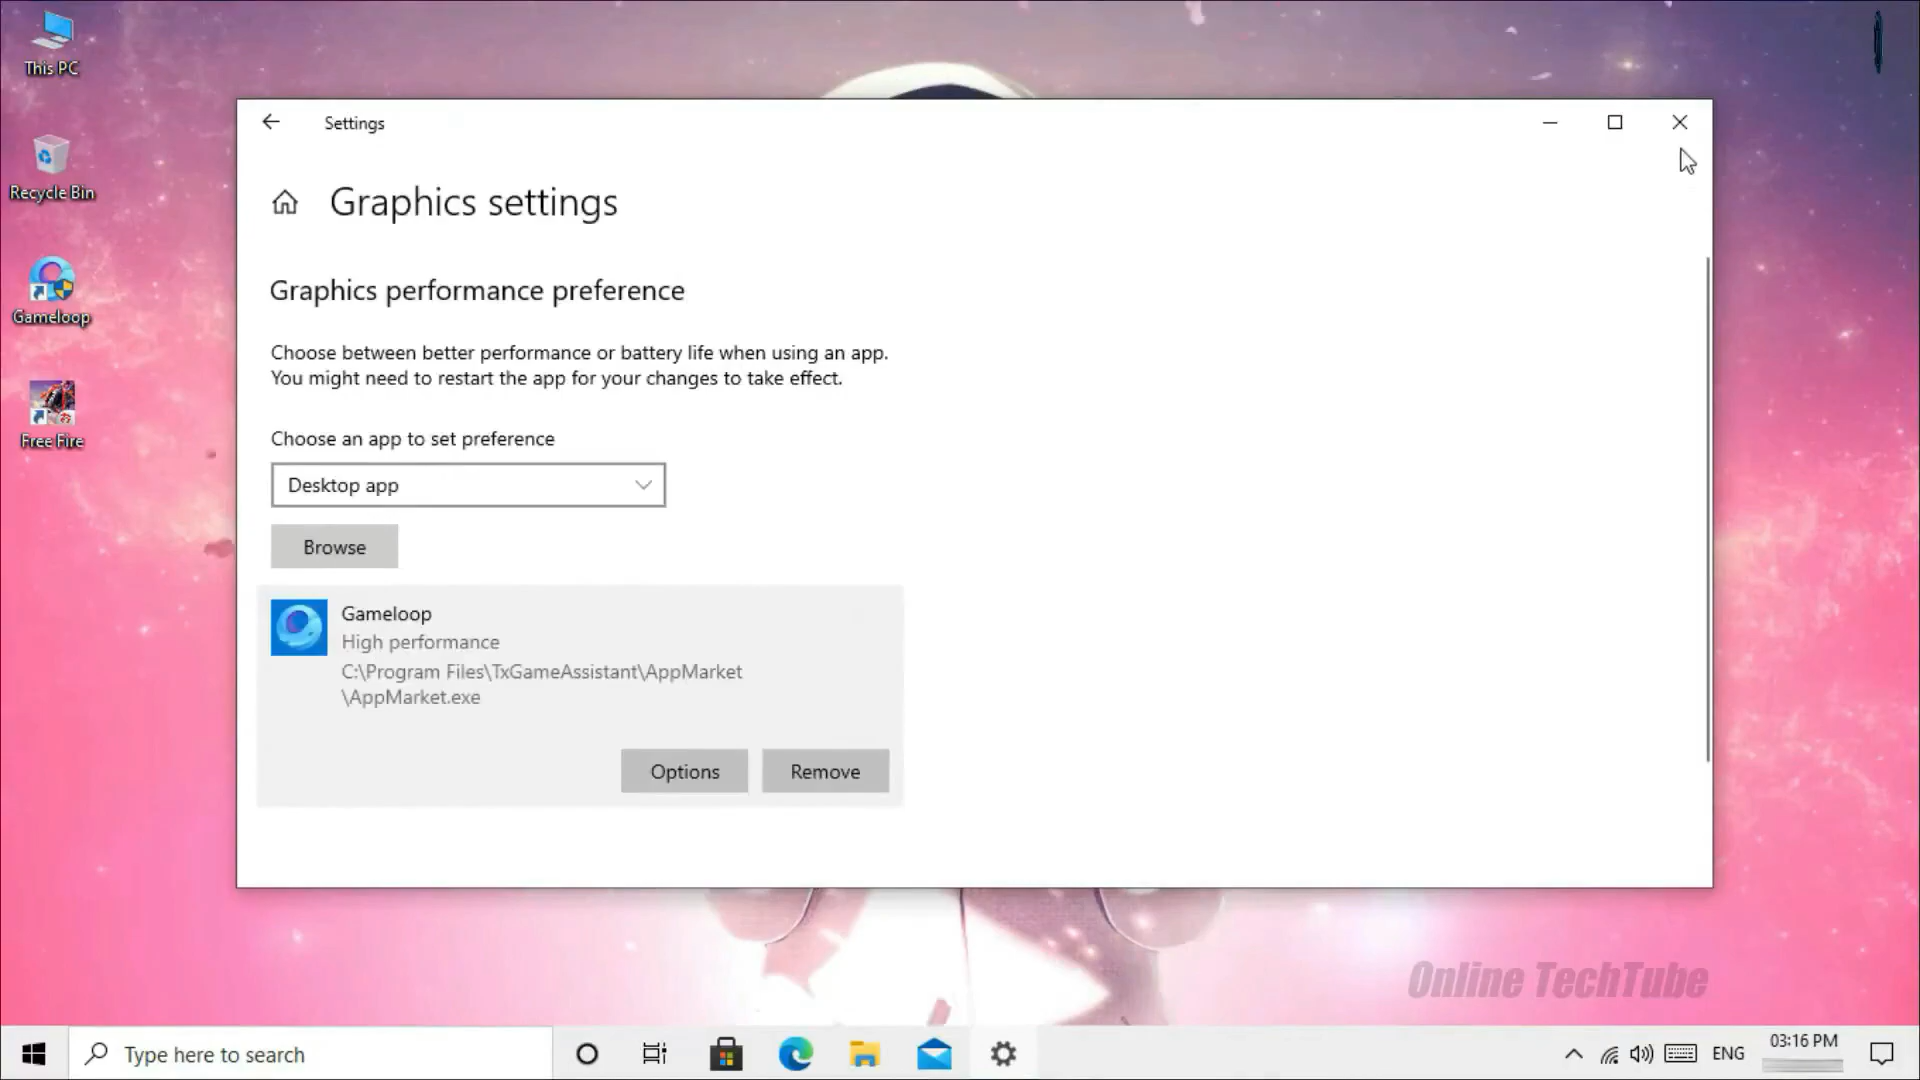 This PC
Recycle Bin
Gameloop
Free Fire
Settings
Graphics settings
Graphics performance preference
Choose between better performance or battery life when using an app.
You might need to restart the app for your changes to take effect.
Choose an app to set preference
Desktop app
Browse
Gameloop
High performance
C:\Program Files\TxGameAssistant\AppMarket
\AppMarket.exe
Options
Remove
Online TechTube
Type here to search
ENG
03:16 PM